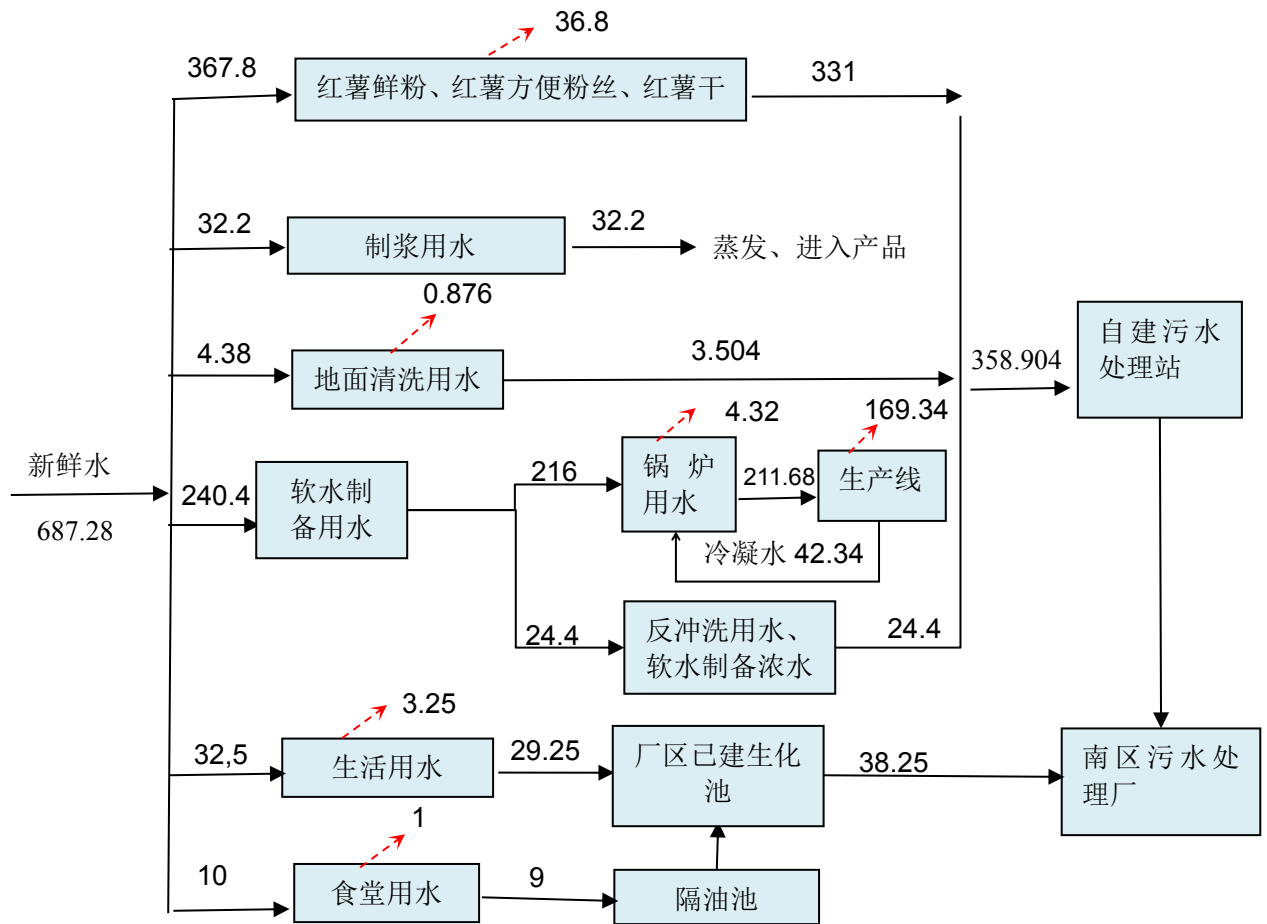 36.8
367.8
红薯鲜粉、红薯方便粉丝、红薯干
331
32.2
制浆用水
32.2
蒸发、进入产品
0.876
4.38
地面清洗用水
3.504
358.904
自建污水
处理站
新鲜水
687.28
240.4
软水制
备用水
216
4.32
锅炉
用水
211.68
169.34
生产线
冷凝水 42.34
24.4
反冲洗用水、
软水制备浓水
24.4
3.25
32,5
生活用水
29.25
厂区已建生化
池
38.25
南区污水处
理厂
1
10
食堂用水
9
隔油池